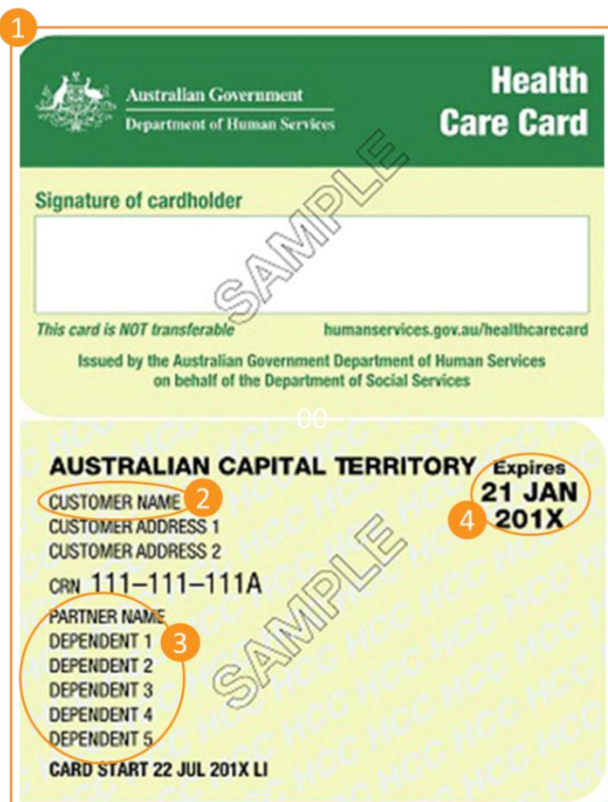 1
Australian Government
Department of Human Services
Health
Care Card
Signature of cardholder
SAMPLE
This card is NOT transferable
humanservices.gov.au/healthcarecard
Issued by the Australian Government Department of Human Services
on behalf of the Department of Social Services
00
AUSTRALIAN CAPITAL TERRITORY
Expires
21 JAN
201X
4
CUSTOMER NAME 2
CUSTOMER ADDRESS 1
CUSTOMER ADDRESS 2
CRN 111–111–111A
PARTNER NAME
DEPENDENT 1 3
DEPENDENT 2
DEPENDENT 3
DEPENDENT 4
DEPENDENT 5
SAMPLE
CARD START 22 JUL 201X LI
HCC HCC HCC HCC